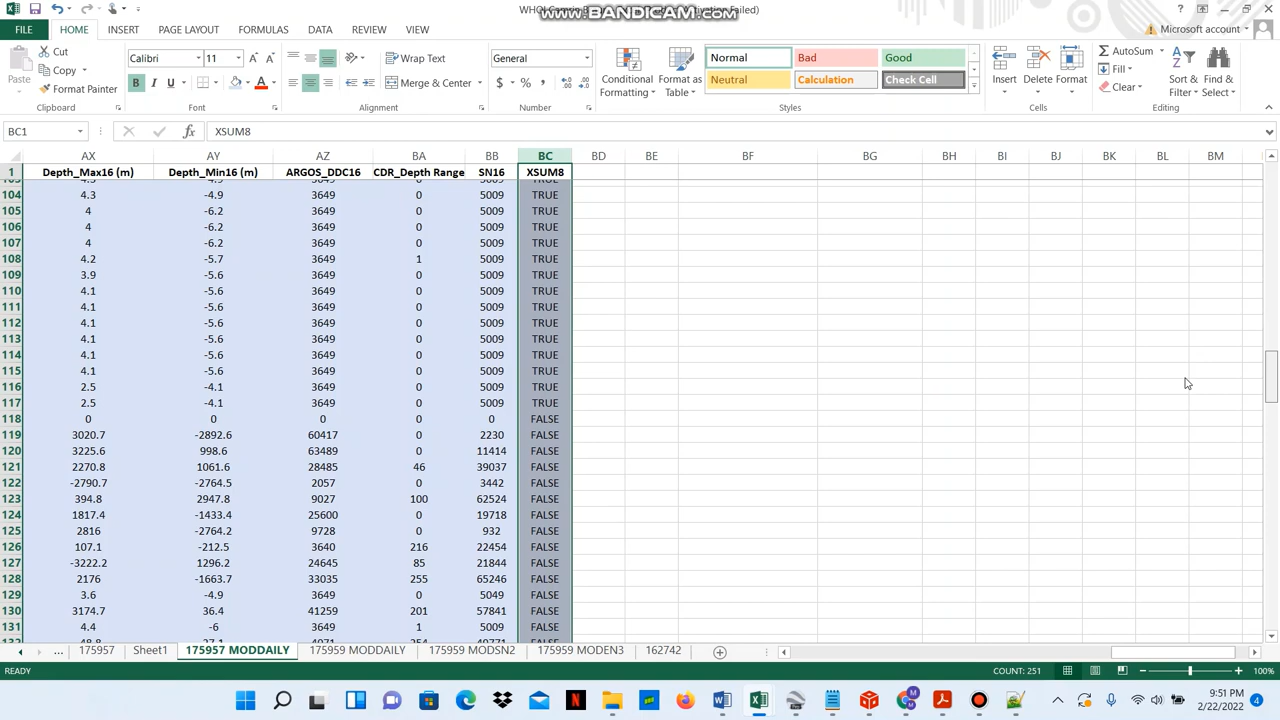 WHOI
ivation Failed)
www.BANDICAM.com
FILE HOME INSERT PAGE LAYOUT FORMULAS DATA REVIEW VIEW Microsoft account
Cut
Copy
Format Painter
Paste
Clipboard
Calibri 11
B I U
Font
Wrap Text
Merge & Center
Alignment
General
$ % ,
Number
Conditional Formatting
Format as Table
Normal Bad Good
Neutral Calculation Check Cell
Styles
Insert Delete Format
Cells
AutoSum
Fill
Clear
Sort & Filter
Find & Select
Editing
BC1 fx XSUM8
AX AY AZ BA BB BC BD BE BF BG BH BI BJ BK BL BM
1 Depth_Max16 (m) Depth_Min16 (m) ARGOS_DDC16 CDR_Depth Range SN16 XSUM8
104 4.3 -4.9 3649 0 5009 TRUE
105 4 -6.2 3649 0 5009 TRUE
106 4 -6.2 3649 0 5009 TRUE
107 4 -6.2 3649 0 5009 TRUE
108 4.2 -5.7 3649 1 5009 TRUE
109 3.9 -5.6 3649 0 5009 TRUE
110 4.1 -5.6 3649 0 5009 TRUE
111 4.1 -5.6 3649 0 5009 TRUE
112 4.1 -5.6 3649 0 5009 TRUE
113 4.1 -5.6 3649 0 5009 TRUE
114 4.1 -5.6 3649 0 5009 TRUE
115 4.1 -5.6 3649 0 5009 TRUE
116 2.5 -4.1 3649 0 5009 TRUE
117 2.5 -4.1 3649 0 5009 TRUE
118 0 0 0 0 0 FALSE
119 3020.7 -2892.6 60417 0 2230 FALSE
120 3225.6 998.6 63489 0 11414 FALSE
121 2270.8 1061.6 28485 46 39037 FALSE
122 -2790.7 -2764.5 2057 0 3442 FALSE
123 394.8 2947.8 9027 100 62524 FALSE
124 1817.4 -1433.4 25600 0 19718 FALSE
125 2816 -2764.2 9728 0 932 FALSE
126 107.1 -212.5 3640 216 22454 FALSE
127 -3222.2 1296.2 24645 85 21844 FALSE
128 2176 -1663.7 33035 255 65246 FALSE
129 3.6 -4.9 3649 0 5049 FALSE
130 3174.7 36.4 41259 201 57841 FALSE
131 4.4 -6 3649 1 5009 FALSE
... 175957 Sheet1 175957 MODDAILY 175959 MODDAILY 175959 MODSN2 175959 MODEN3 162742
READY COUNT: 251 100%
9:51 PM
2/22/2022